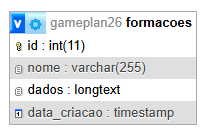 v gameplan26 formacoes
id : int(11)
nome : varchar(255)
dados : longtext
data_criacao : timestamp